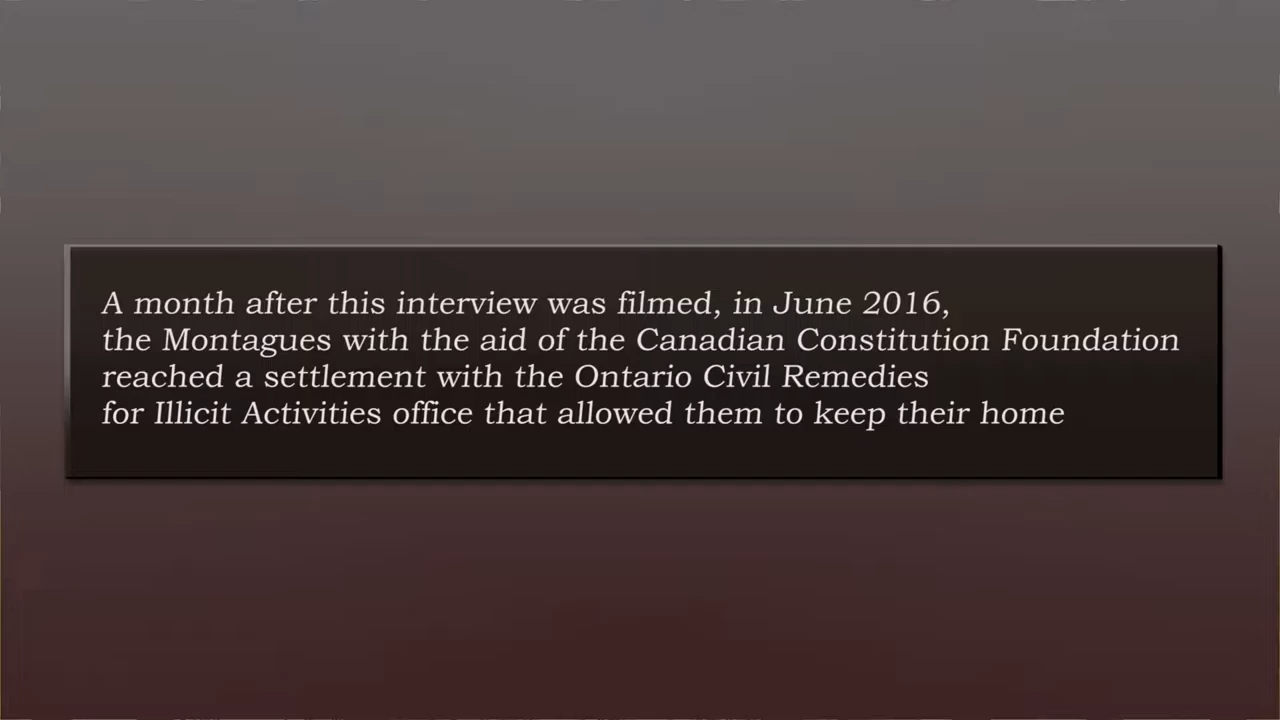 A month after this interview was filmed, in June 2016,
the Montagues with the aid of the Canadian Constitution Foundation
reached a settlement with the Ontario Civil Remedies
for Illicit Activities office that allowed them to keep their home